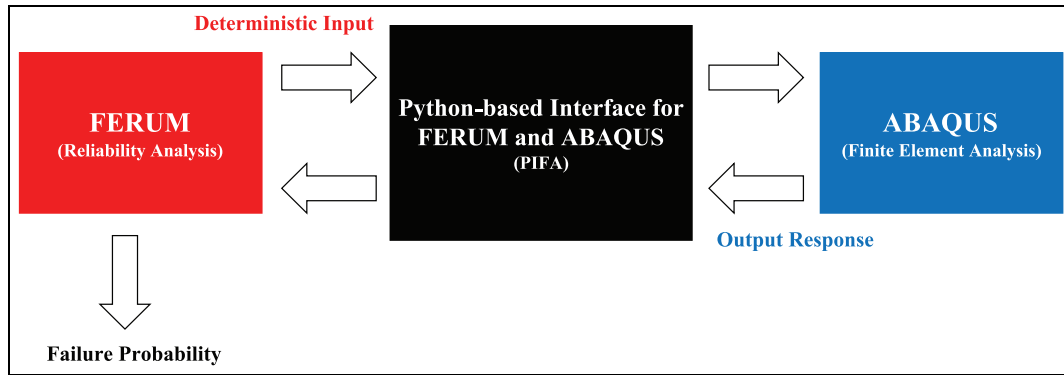 Deterministic Input
FERUM
(Reliability Analysis)
Python-based Interface for
FERUM and ABAQUS
(PIFA)
ABAQUS
(Finite Element Analysis)
Output Response
Failure Probability